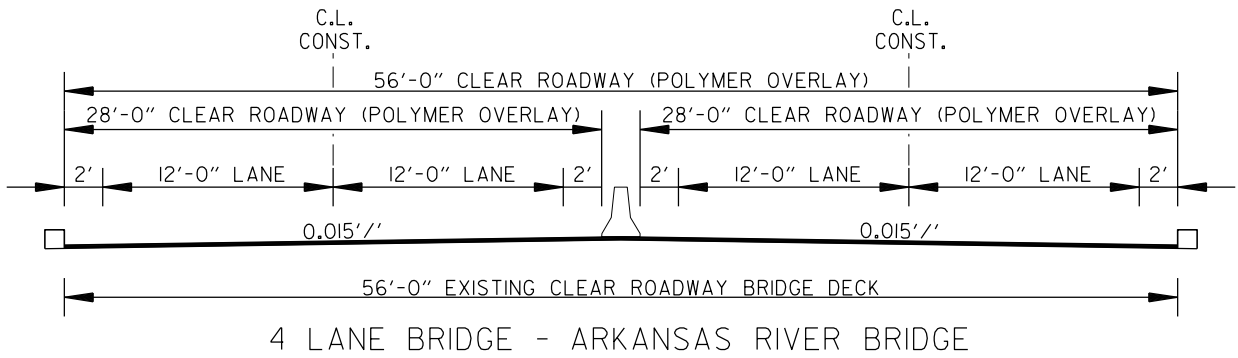 C.L.
CONST.
C.L.
CONST.
56'-0" CLEAR ROADWAY (POLYMER OVERLAY)
28'-0" CLEAR ROADWAY (POLYMER OVERLAY)
28'-0" CLEAR ROADWAY (POLYMER OVERLAY)
2' 12'-0" LANE 12'-0" LANE 2' 2' 12'-0" LANE 12'-0" LANE 2'
0.015'/' 0.015'/'
56'-0" EXISTING CLEAR ROADWAY BRIDGE DECK
4 LANE BRIDGE - ARKANSAS RIVER BRIDGE